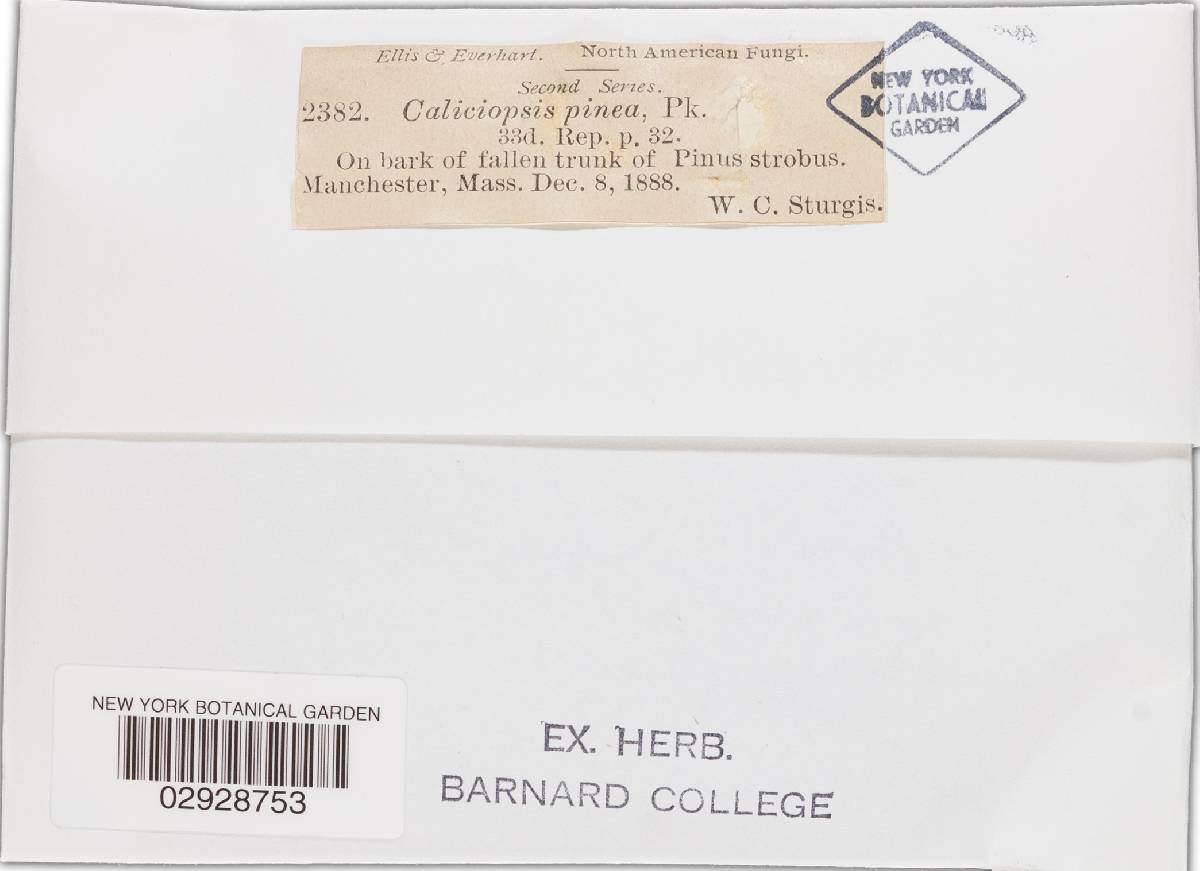 Ellis & Everhart. North American Fungi.
Second Series.
2382. Caliciopsis pinea, Pk.
33d. Rep. p. 32.
On bark of fallen trunk of Pinus strobus.
Manchester, Mass. Dec. 8, 1888.
W. C. Sturgis.
NEW YORK
BOTANICAL
GARDEN
NEW YORK BOTANICAL GARDEN
02928753
EX. HERB.
BARNARD COLLEGE